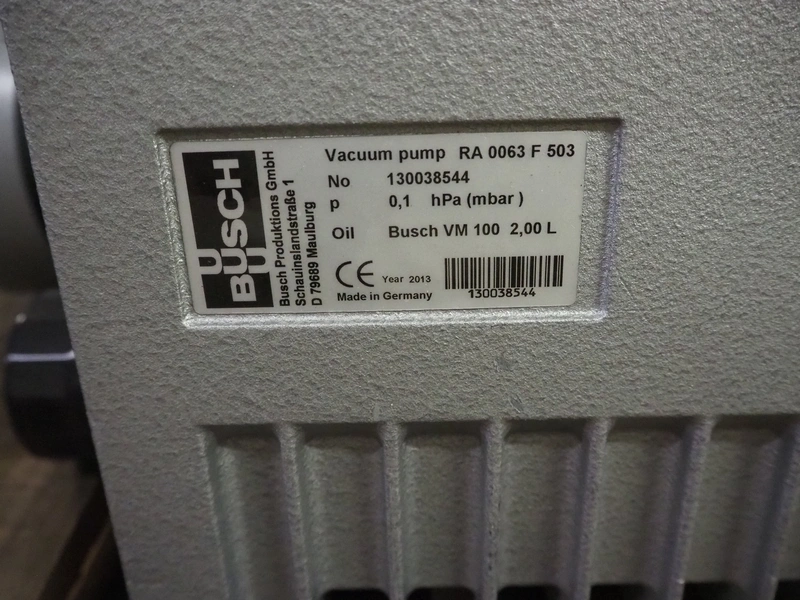 BUSCH
Busch Produktions GmbH
Schauinslandstraße 1
D 79689 Maulburg
Vacuum pump RA 0063 F 503
No 130038544
p 0,1 hPa (mbar)
Oil Busch VM 100 2,00 L
CE Year 2013
Made in Germany
130038544